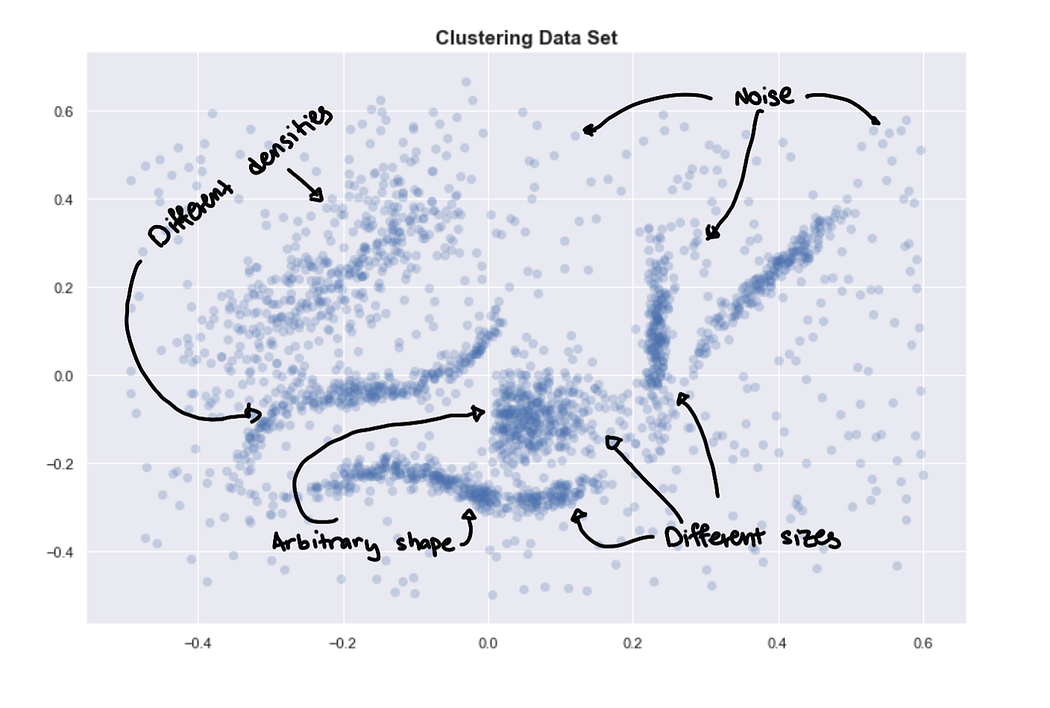 Clustering Data Set
0.6
0.4
0.2
0.0
−0.2
−0.4
−0.4
−0.2
0.0
0.2
0.4
0.6
Different densities
Noise
Arbitrary shape
Different sizes